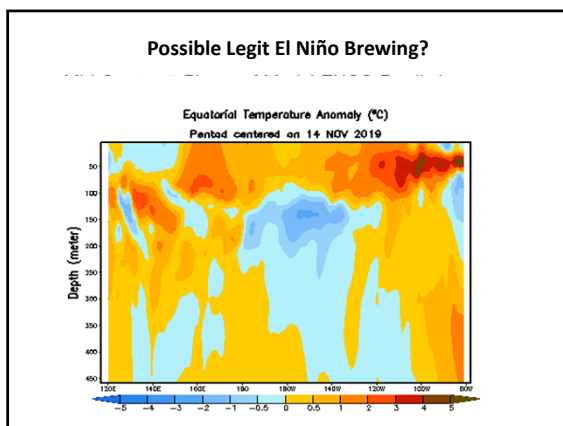 Possible Legit El Niño Brewing?
Equatorial Temperature Anomaly (°C)
Pentad centered on 14 NOV 2019
Depth (meter)
50
100
150
200
250
300
350
400
450
120E 140E 160E 180 160W 140W 120W 100W 80W
-5 -4 -3 -2 -1 -0.5 0 0.5 1 2 3 4 5